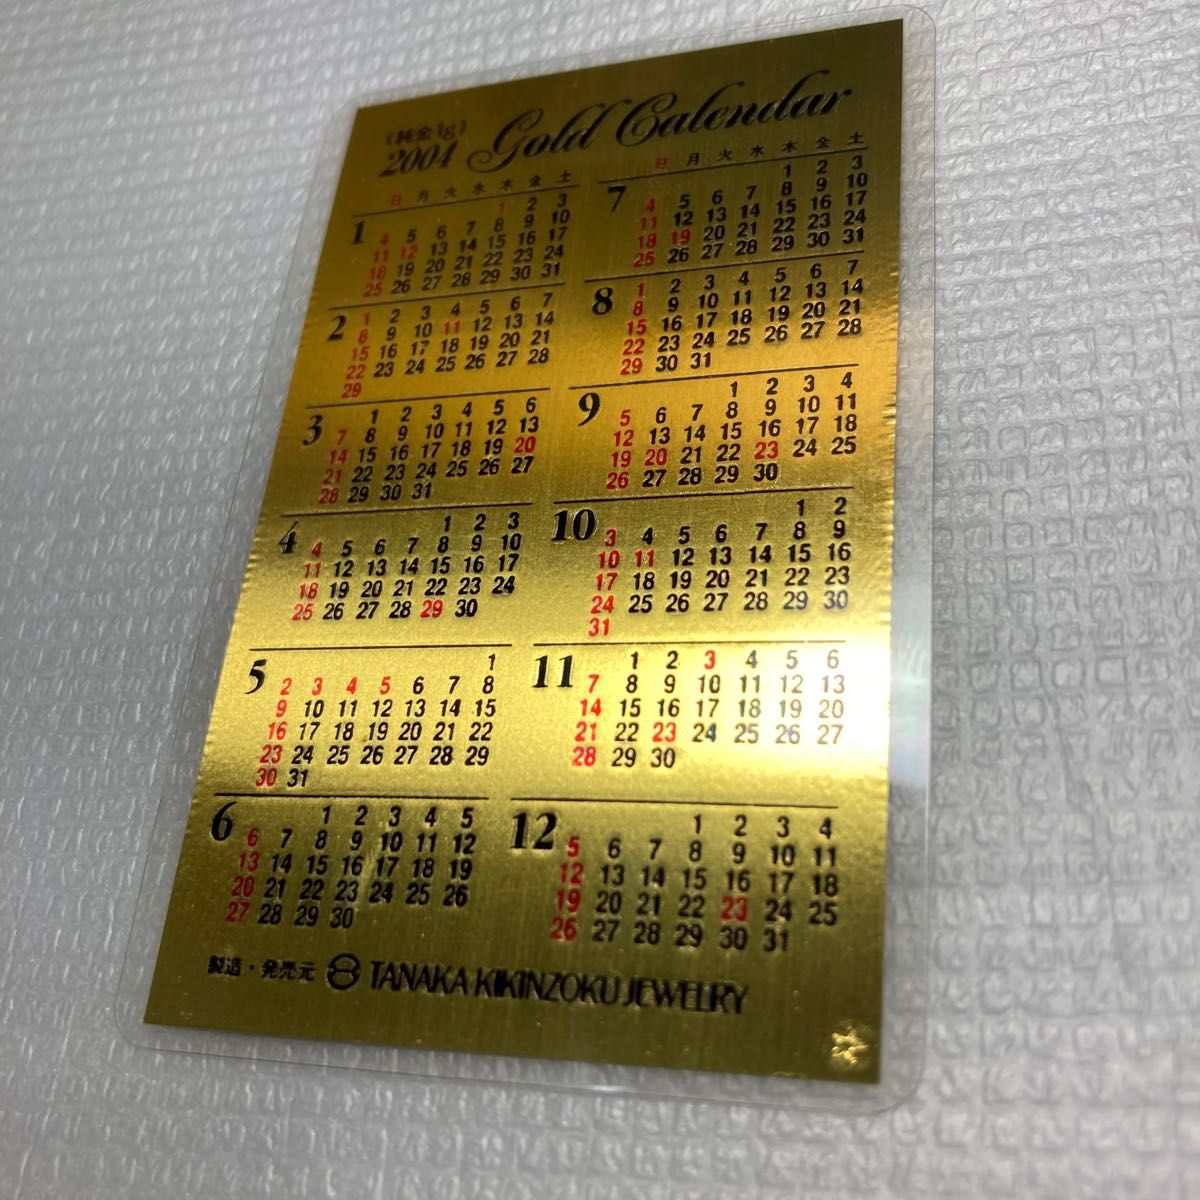 (純金1g)
2004 Gold Calendar
日 月 火 水 木 金 土
1
1 2 3
4 5 6 7 8 9 10
11 12 13 14 15 16 17
18 19 20 21 22 23 24
25 26 27 28 29 30 31
2
1 2 3 4 5 6 7
8 9 10 11 12 13 14
15 16 17 18 19 20 21
22 23 24 25 26 27 28
29
3
1 2 3 4 5 6
7 8 9 10 11 12 13
14 15 16 17 18 19 20
21 22 23 24 25 26 27
28 29 30 31
4
1 2 3
4 5 6 7 8 9 10
11 12 13 14 15 16 17
18 19 20 21 22 23 24
25 26 27 28 29 30
5
1
2 3 4 5 6 7 8
9 10 11 12 13 14 15
16 17 18 19 20 21 22
23 24 25 26 27 28 29
30 31
6
1 2 3 4 5
6 7 8 9 10 11 12
13 14 15 16 17 18 19
20 21 22 23 24 25 26
27 28 29 30
日 月 火 水 木 金 土
7
1 2 3
4 5 6 7 8 9 10
11 12 13 14 15 16 17
18 19 20 21 22 23 24
25 26 27 28 29 30 31
8
1 2 3 4 5 6 7
8 9 10 11 12 13 14
15 16 17 18 19 20 21
22 23 24 25 26 27 28
29 30 31
9
1 2 3 4
5 6 7 8 9 10 11
12 13 14 15 16 17 18
19 20 21 22 23 24 25
26 27 28 29 30
10
1 2
3 4 5 6 7 8 9
10 11 12 13 14 15 16
17 18 19 20 21 22 23
24 25 26 27 28 29 30
31
11
1 2 3 4 5 6
7 8 9 10 11 12 13
14 15 16 17 18 19 20
21 22 23 24 25 26 27
28 29 30
12
1 2 3 4
5 6 7 8 9 10 11
12 13 14 15 16 17 18
19 20 21 22 23 24 25
26 27 28 29 30 31
製造・発売元 TANAKA KIKINZOKU JEWELRY